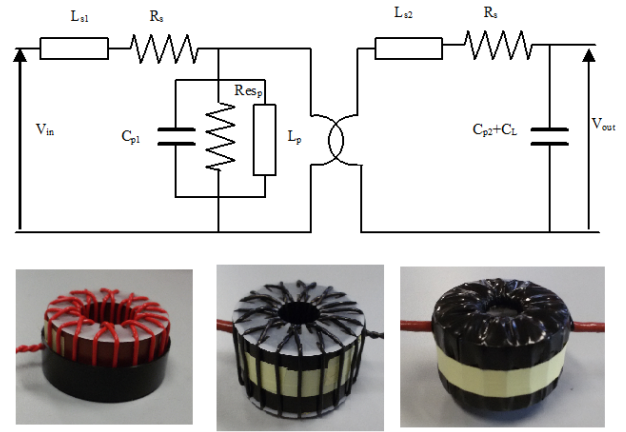 Ls1
Rs
Ls2
Rs
Vin
Cp1
Resp
Lp
Cp2+CL
Vout